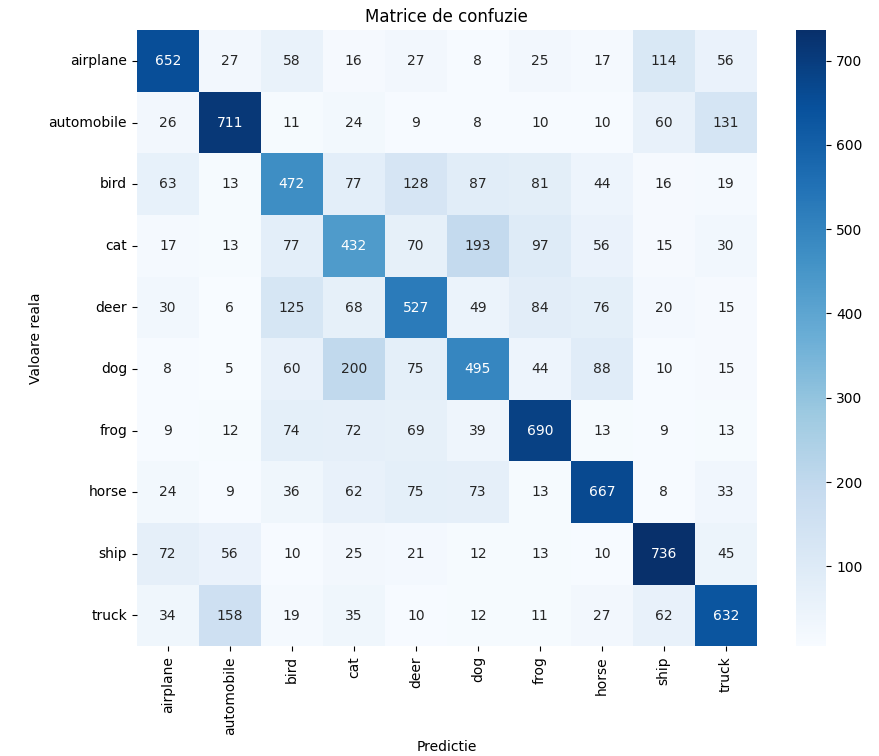 Matrice de confuzie
airplane 652 27 58 16 27 8 25 17 114 56
automobile 26 711 11 24 9 8 10 10 60 131
bird 63 13 472 77 128 87 81 44 16 19
cat 17 13 77 432 70 193 97 56 15 30
deer 30 6 125 68 527 49 84 76 20 15
dog 8 5 60 200 75 495 44 88 10 15
frog 9 12 74 72 69 39 690 13 9 13
horse 24 9 36 62 75 73 13 667 8 33
ship 72 56 10 25 21 12 13 10 736 45
truck 34 158 19 35 10 12 11 27 62 632
airplane automobile bird cat deer dog frog horse ship truck
Predictie
Valoare reala
700
600
500
400
300
200
100